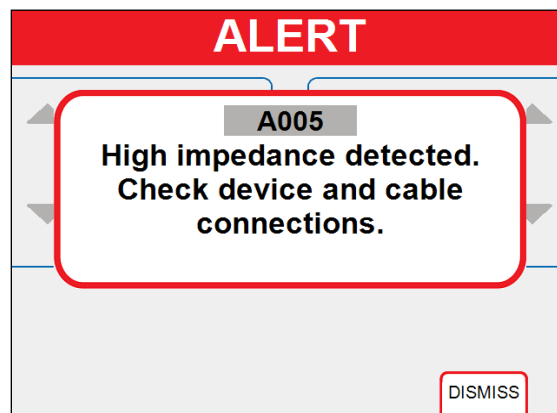 ALERT
A005
High impedance detected.
Check device and cable
connections.
DISMISS